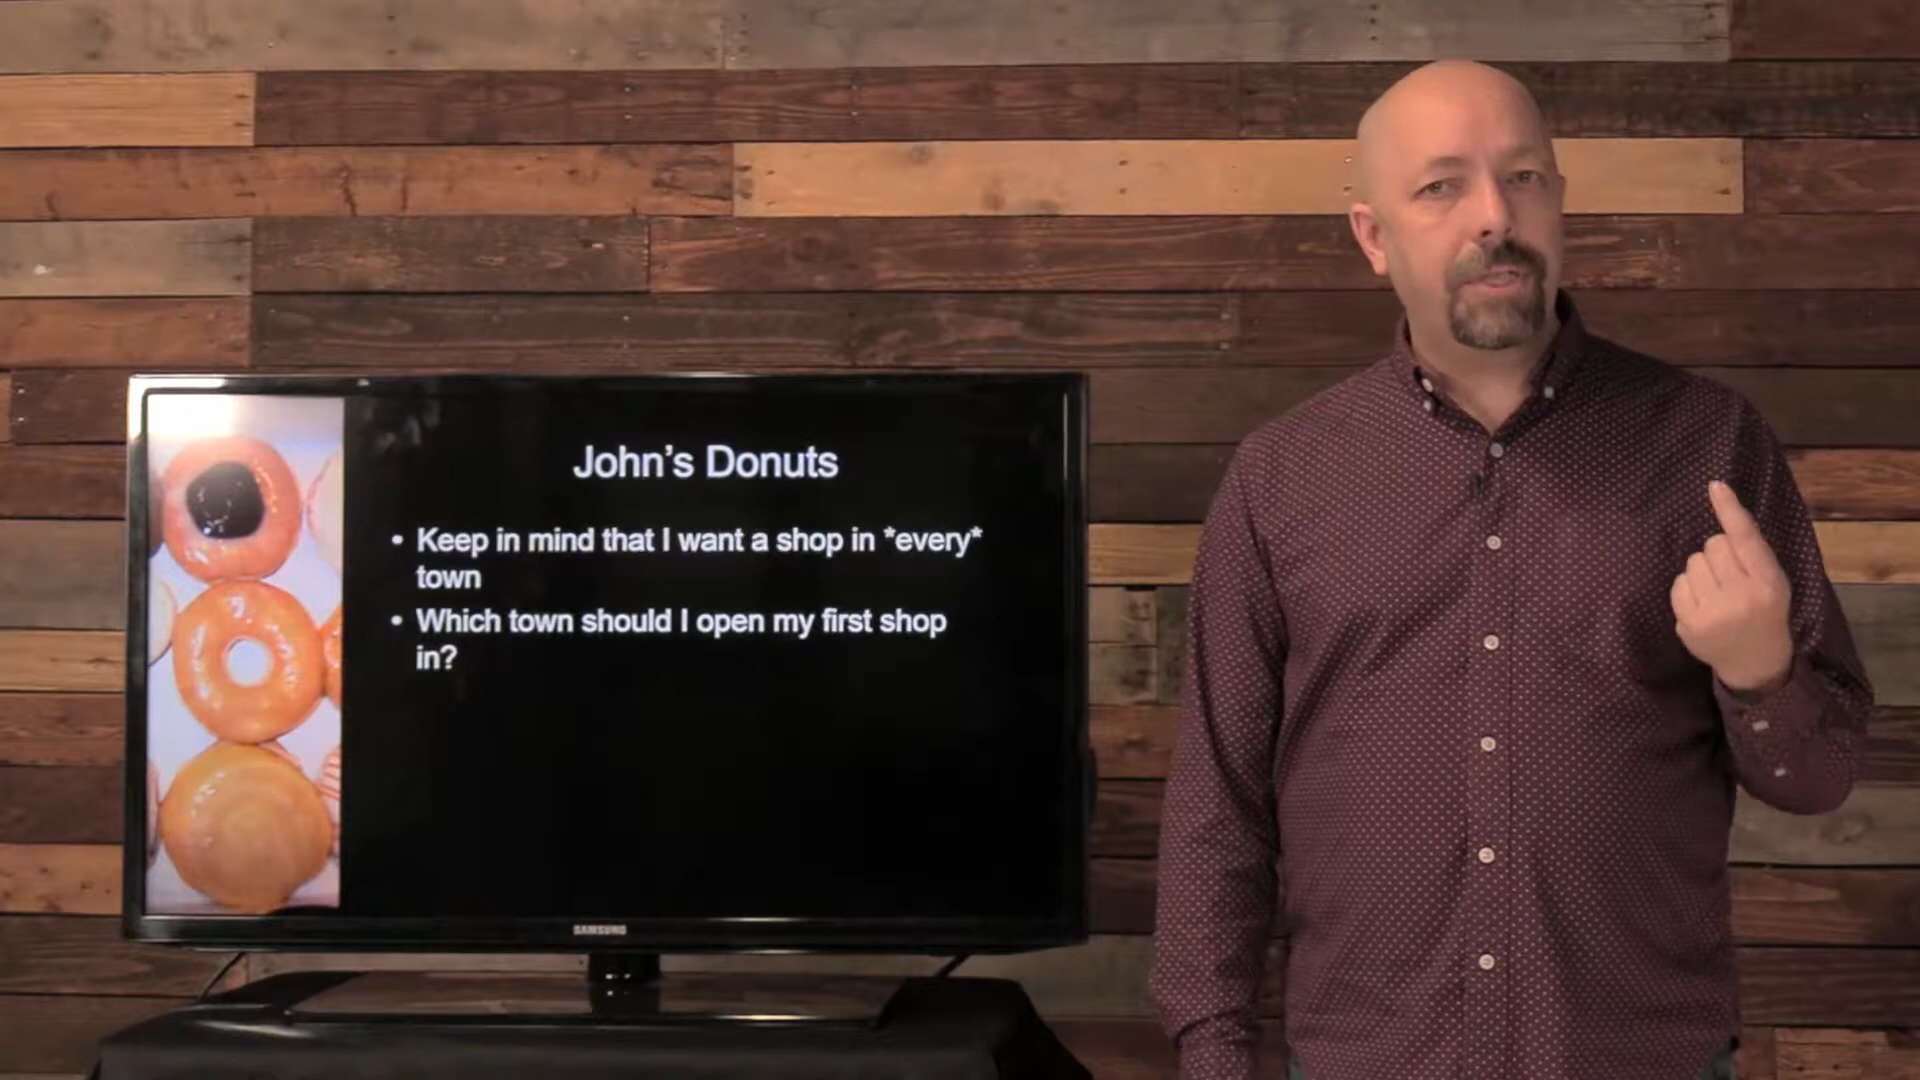 John's Donuts
• Keep in mind that I want a shop in *every*
town
• Which town should I open my first shop
in?
SAMSUNG